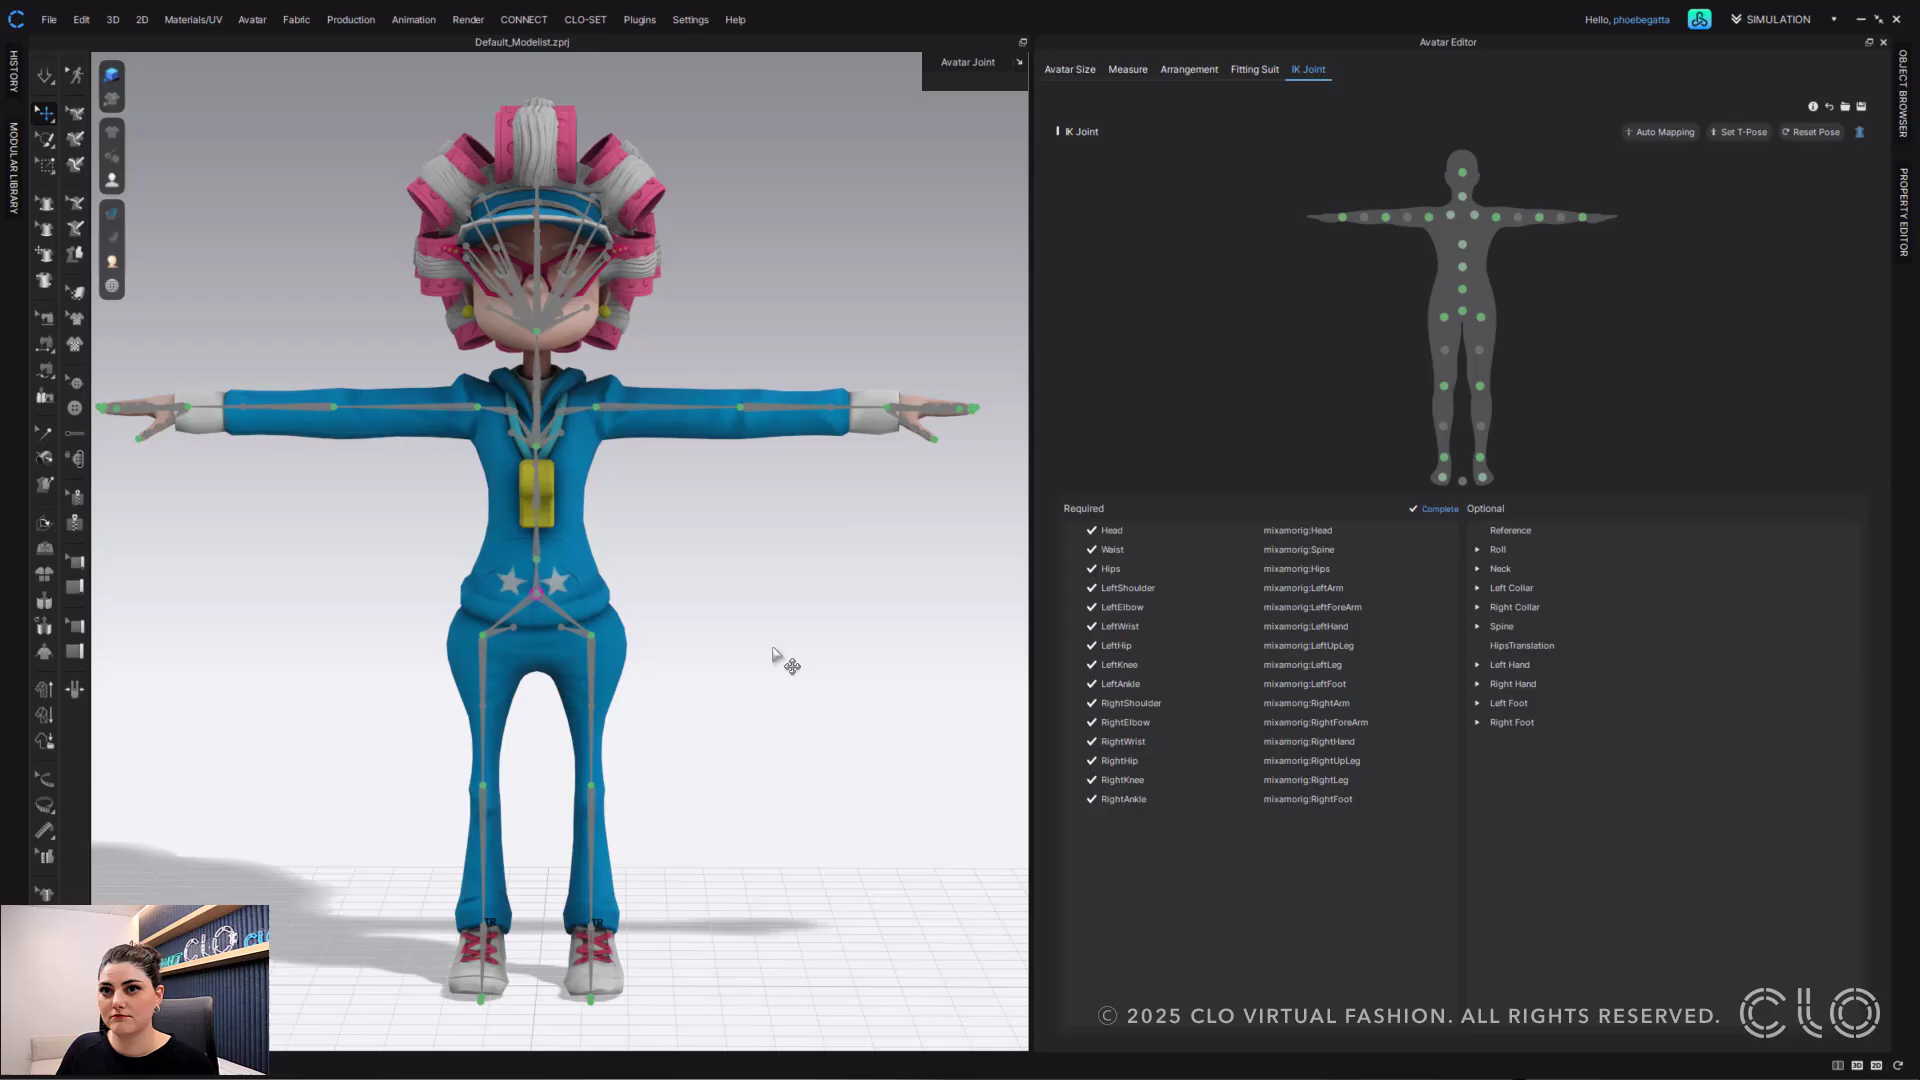 File Edit 3D 2D Materials/UV Avatar Fabric Production Animation Render CONNECT CLO-SET Plugins Settings Help
Hello, phoebegatta
SIMULATION
Default_Modelist.zprj
Avatar Editor
HISTORY
MODULAR LIBRARY
OBJECT BROWSER
PROPERTY EDITOR
Avatar Joint
Avatar Size Measure Arrangement Fitting Suit IK Joint
IK Joint
Auto Mapping Set T-Pose Reset Pose
Required Complete Optional
Head mixamorig:Head Reference
Waist mixamorig:Spine Roll
Hips mixamorig:Hips Neck
LeftShoulder mixamorig:LeftArm Left Collar
LeftElbow mixamorig:LeftForeArm Right Collar
LeftWrist mixamorig:LeftHand Spine
LeftHip mixamorig:LeftUpLeg HipsTranslation
LeftKnee mixamorig:LeftLeg Left Hand
LeftAnkle mixamorig:LeftFoot Right Hand
RightShoulder mixamorig:RightArm Left Foot
RightElbow mixamorig:RightForeArm Right Foot
RightWrist mixamorig:RightHand
RightHip mixamorig:RightUpLeg
RightKnee mixamorig:RightLeg
RightAnkle mixamorig:RightFoot
CLO
© 2025 CLO VIRTUAL FASHION. ALL RIGHTS RESERVED.
CLO
3D 2D